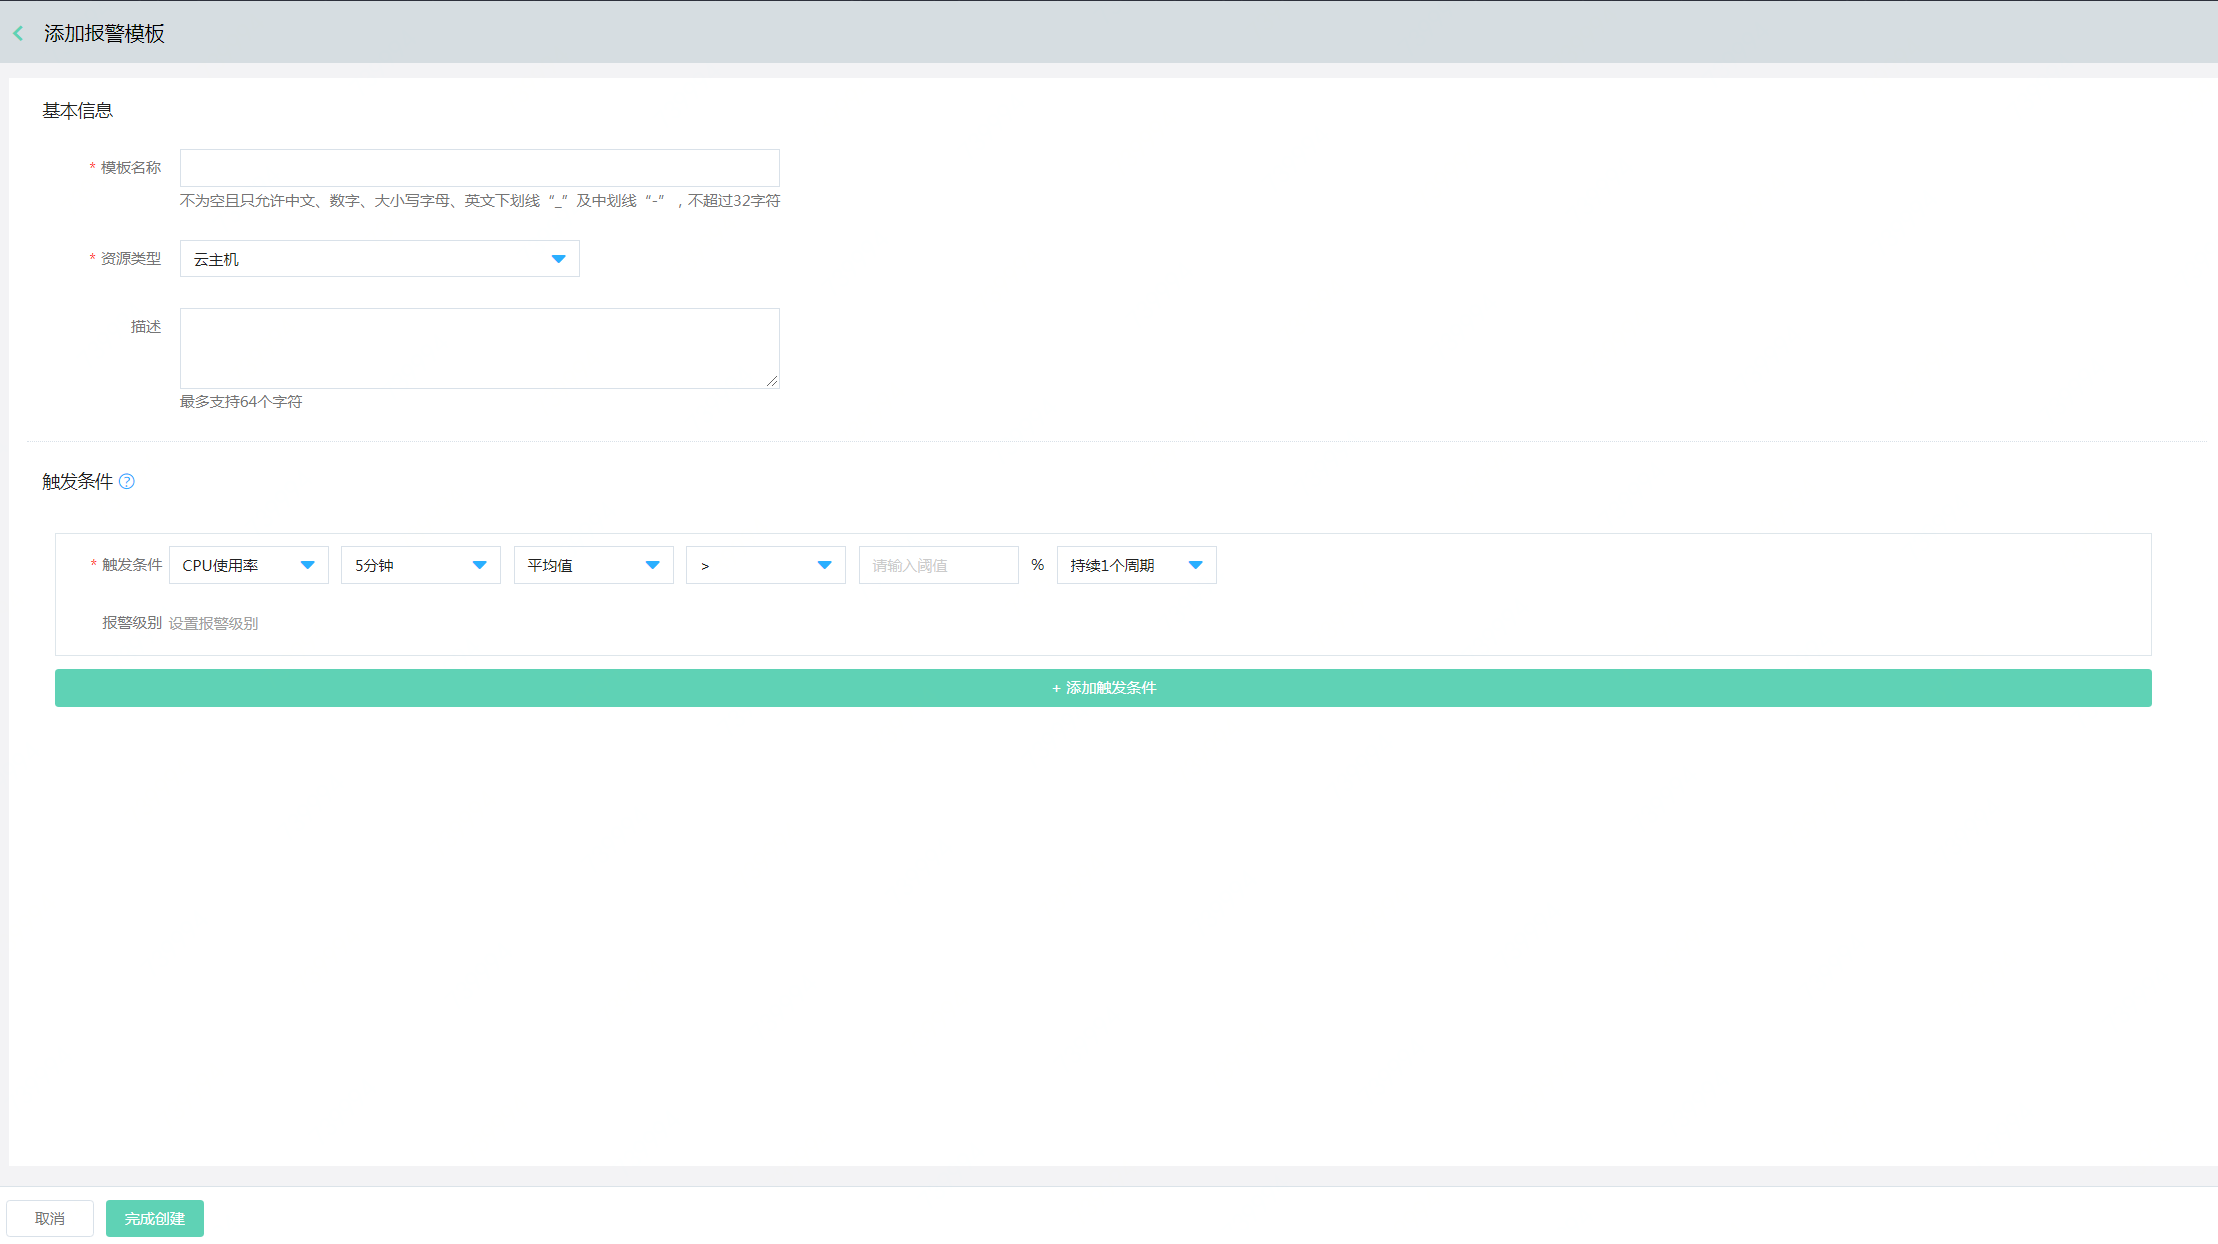 添加报警模板
基本信息
* 模板名称
不为空且只允许中文、数字、大小写字母、英文下划线“_”及中划线“-”，不超过32字符
* 资源类型 云主机
描述
最多支持64个字符
触发条件 ?
* 触发条件 CPU使用率 5分钟 平均值 > 请输入阈值 % 持续1个周期
报警级别 设置报警级别
+ 添加触发条件
取消 完成创建